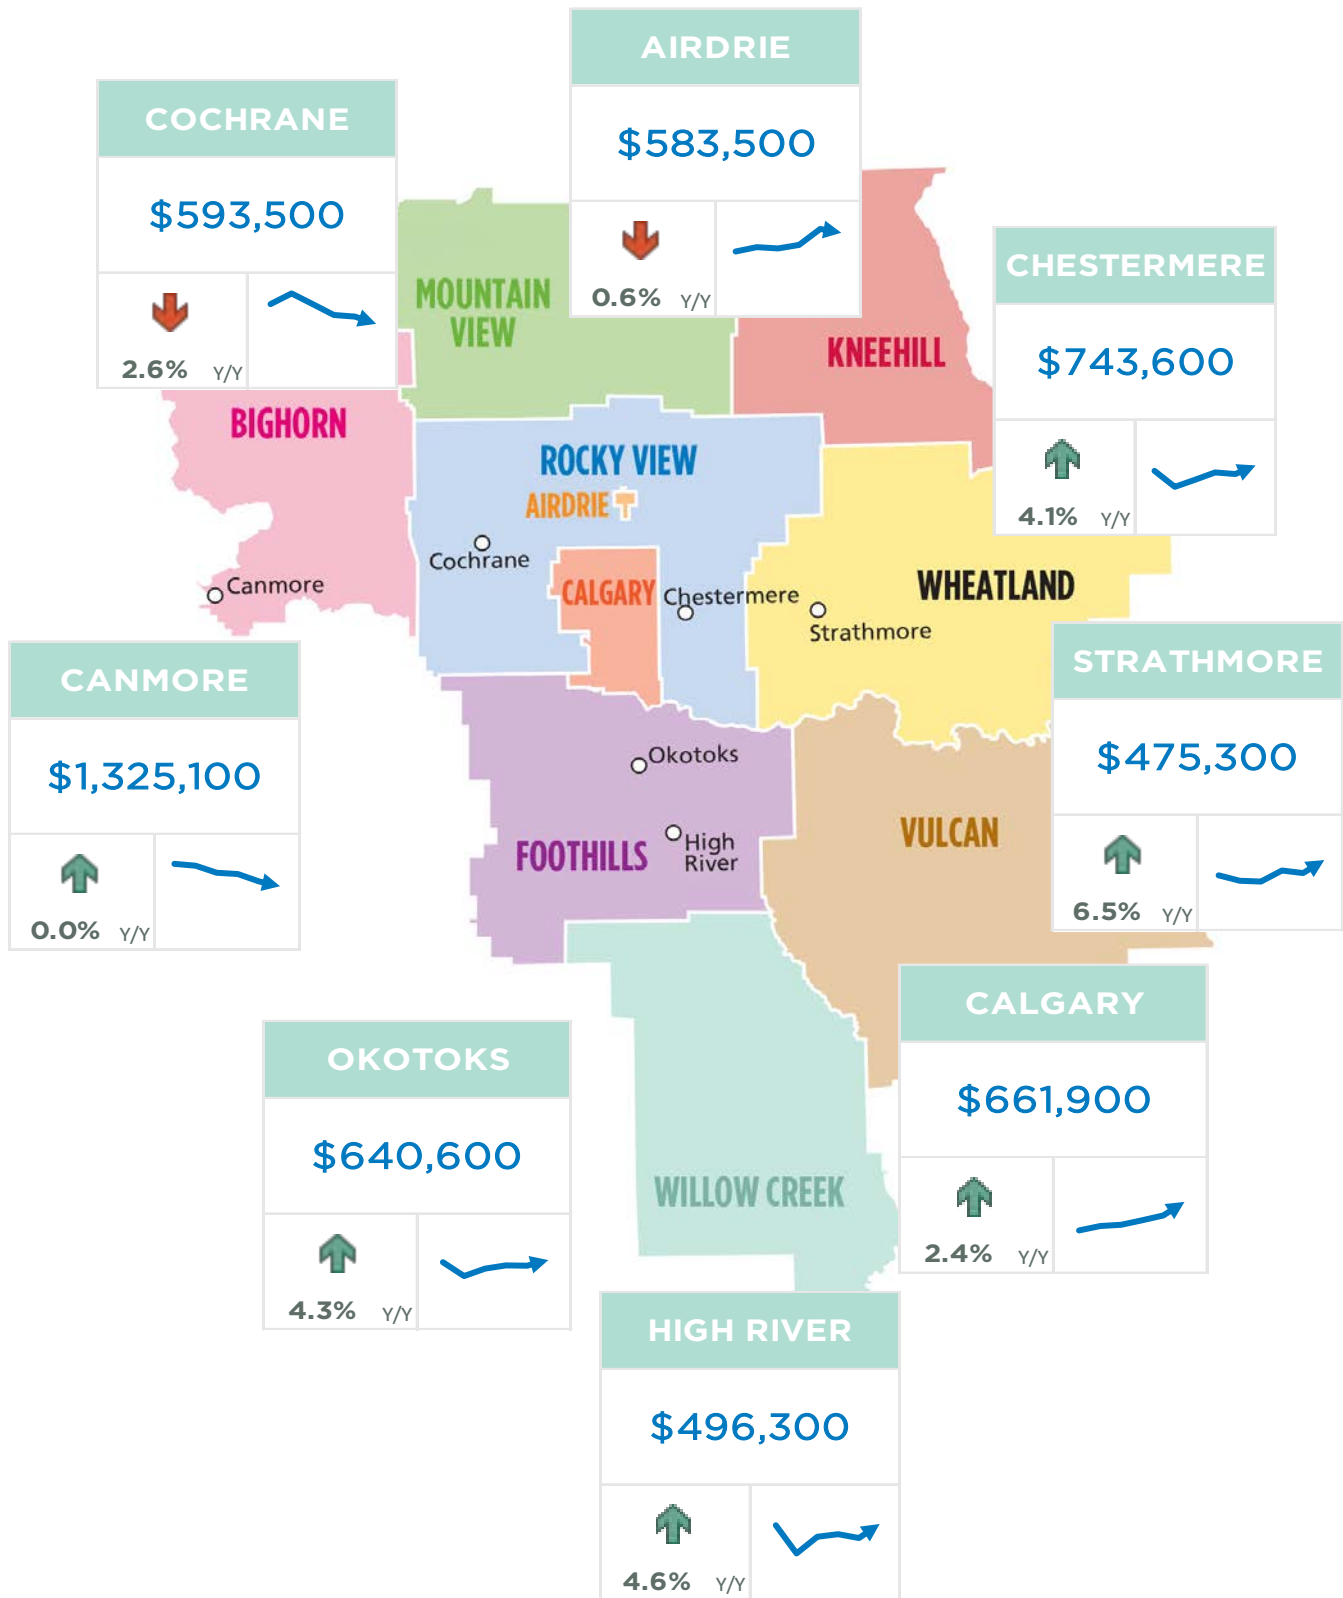 AIRDRIE
$583,500
0.6% Y/Y
COCHRANE
$593,500
2.6% Y/Y
CHESTERMERE
$743,600
4.1% Y/Y
MOUNTAIN
VIEW
KNEEHILL
BIGHORN
ROCKY VIEW
AIRDRIE
Cochrane
CALGARY
Chestermere
Canmore
WHEATLAND
Strathmore
CANMORE
$1,325,100
0.0% Y/Y
STRATHMORE
$475,300
6.5% Y/Y
Okotoks
High
River
FOOTHILLS
VULCAN
CALGARY
$661,900
2.4% Y/Y
OKOTOKS
$640,600
4.3% Y/Y
WILLOW CREEK
HIGH RIVER
$496,300
4.6% Y/Y